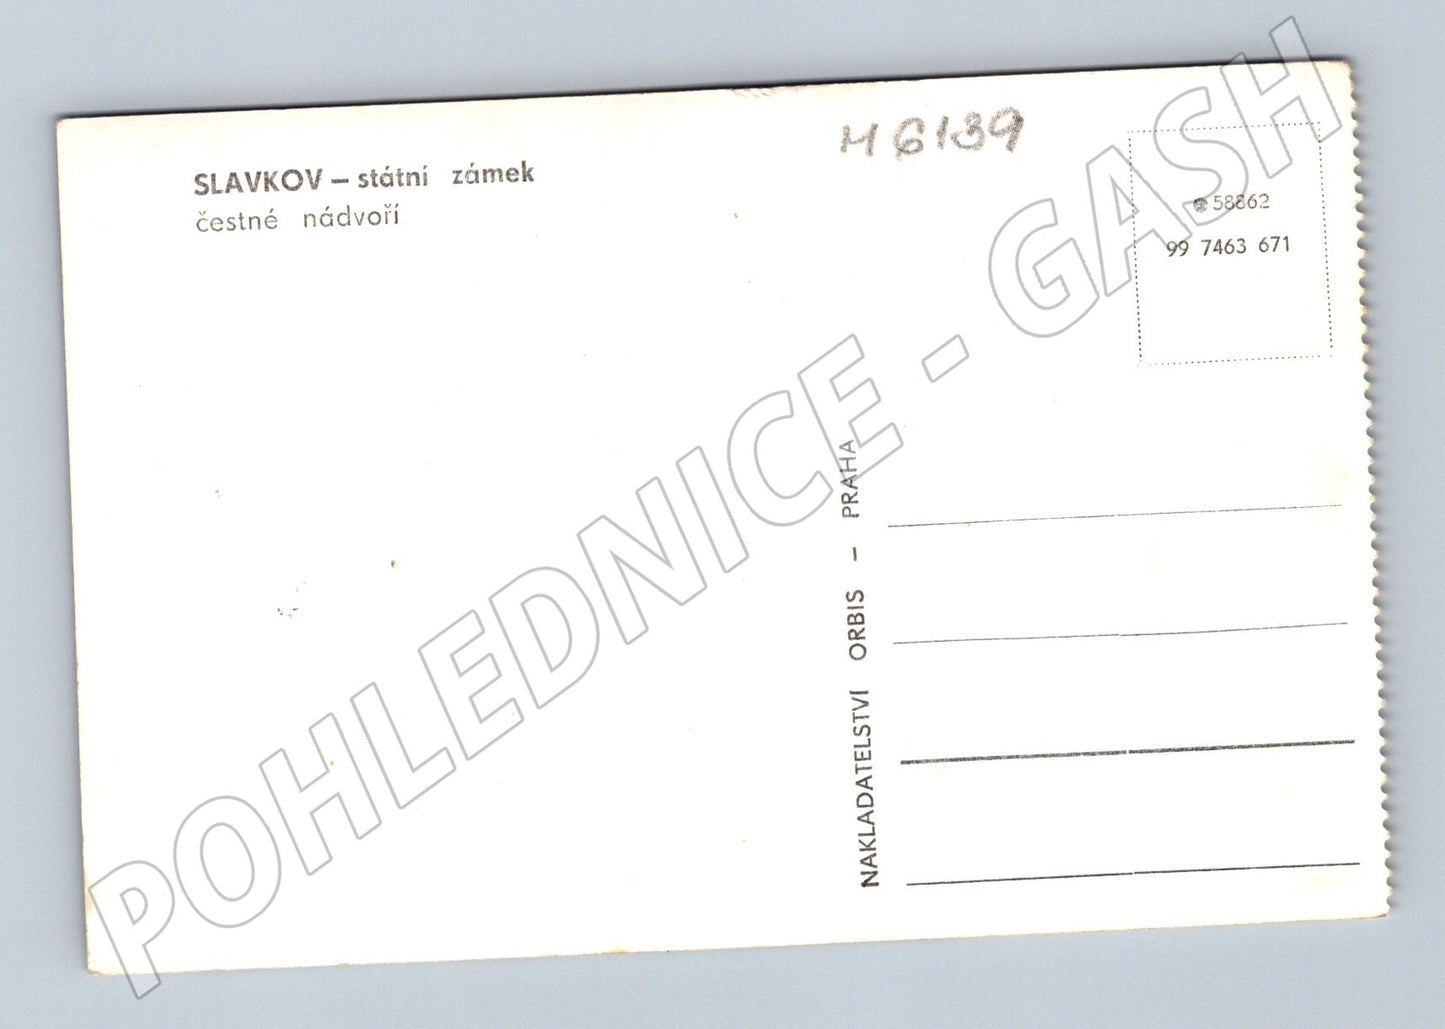 SLAVKOV – státní zámek
čestné nádvoří
M 6139
58862
99 7463 671
NAKLADATELSTVÍ ORBIS – PRAHA
POHLEDNICE - GASH